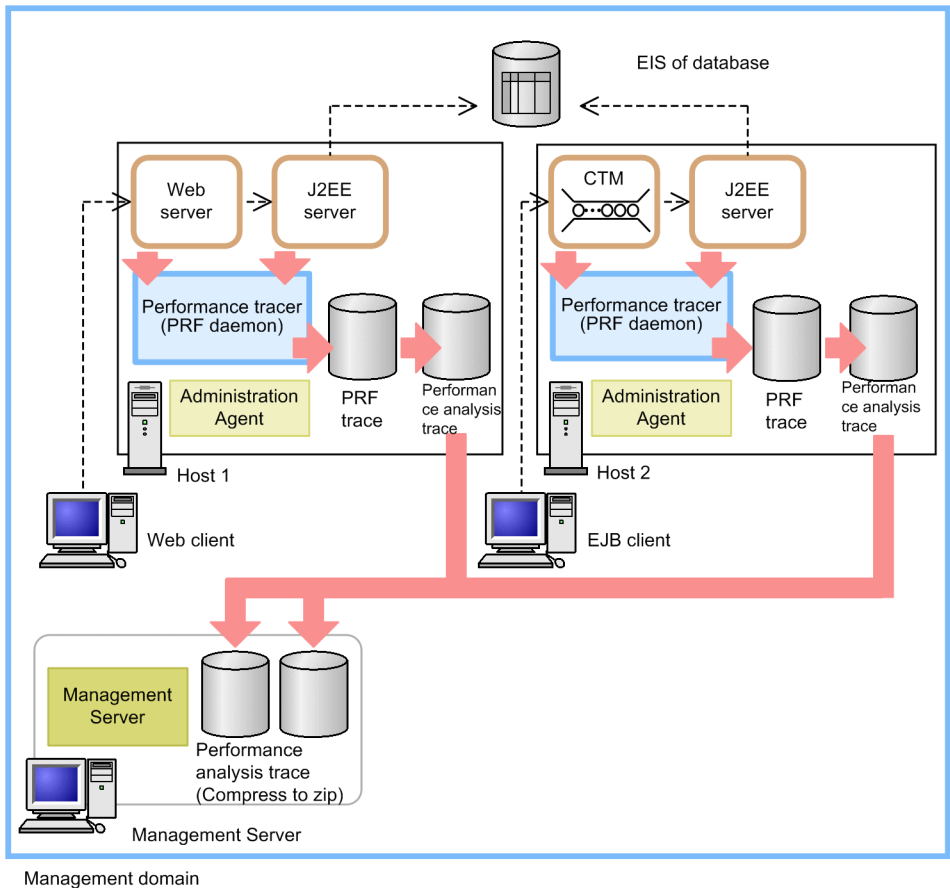 EIS of database
Web
server
J2EE
server
CTM
J2EE
server
Performance tracer
(PRF daemon)
Performance tracer
(PRF daemon)
Administration
Agent
PRF
trace
Performan
ce analysis
trace
Administration
Agent
PRF
trace
Performan
ce analysis
trace
Host 1
Host 2
Web client
EJB client
Management
Server
Performance
analysis trace
(Compress to zip)
Management Server
Management domain